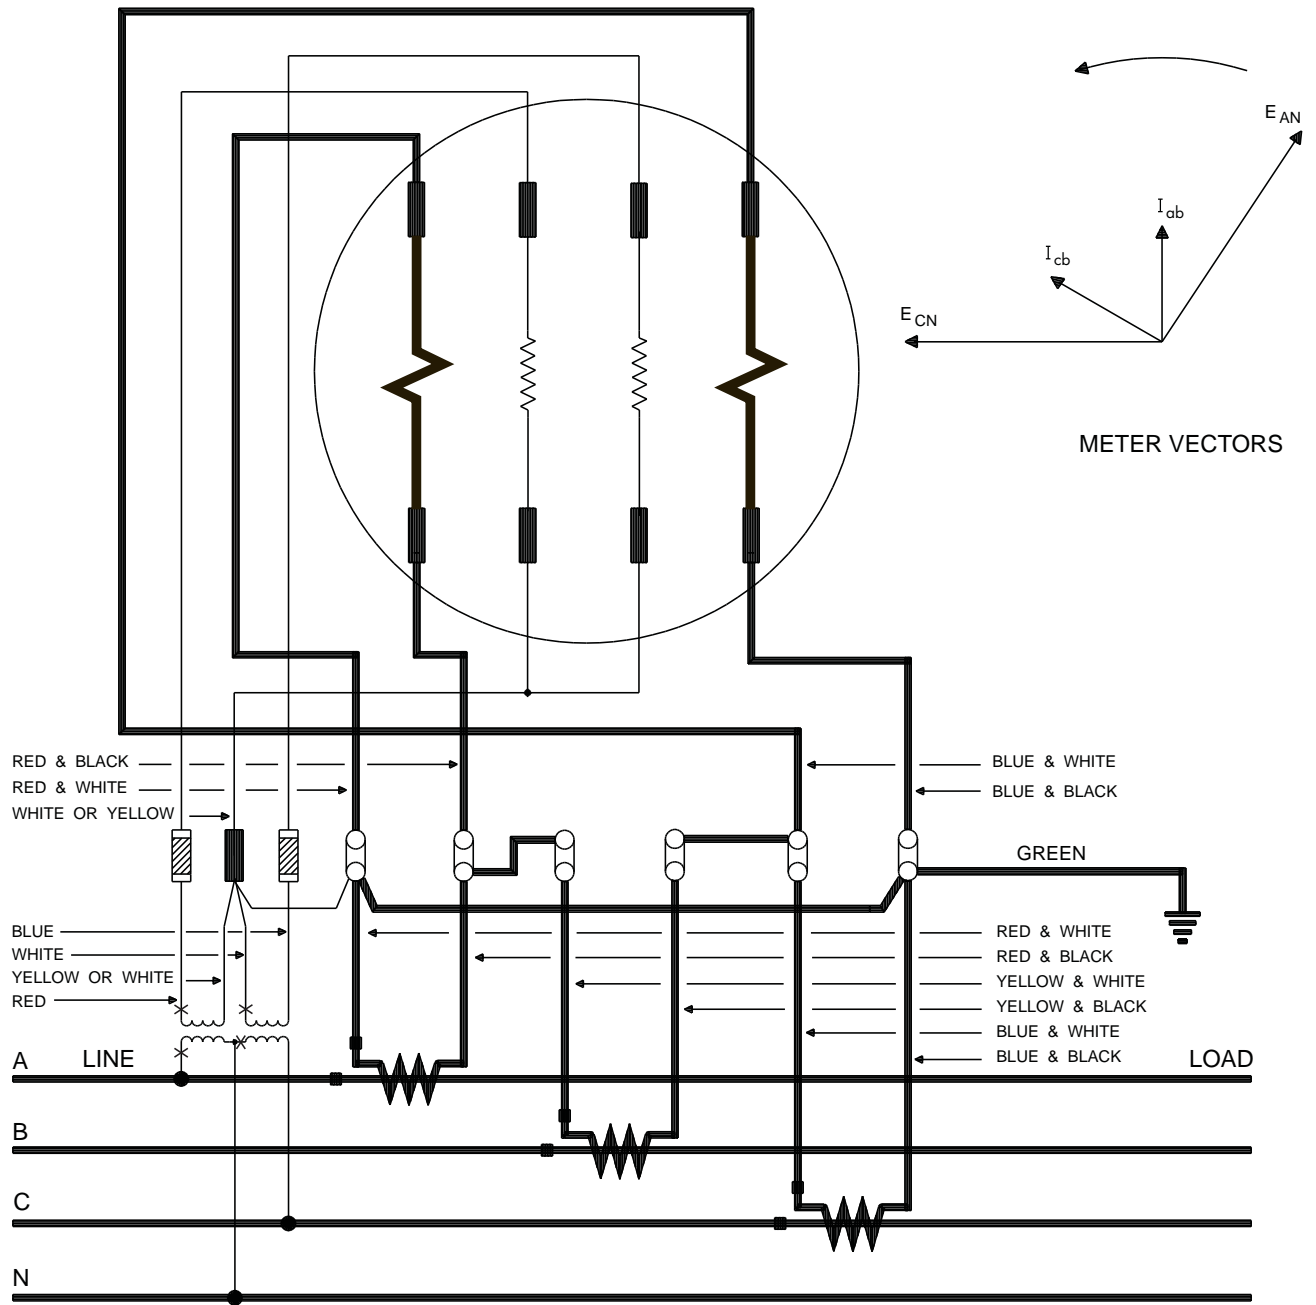 E AN
I ab
I cb
E CN
METER VECTORS
RED & BLACK
RED & WHITE
WHITE OR YELLOW
BLUE & WHITE
BLUE & BLACK
GREEN
BLUE
WHITE
YELLOW OR WHITE
RED
RED & WHITE
RED & BLACK
YELLOW & WHITE
YELLOW & BLACK
BLUE & WHITE
BLUE & BLACK
A LINE LOAD
B
C
N